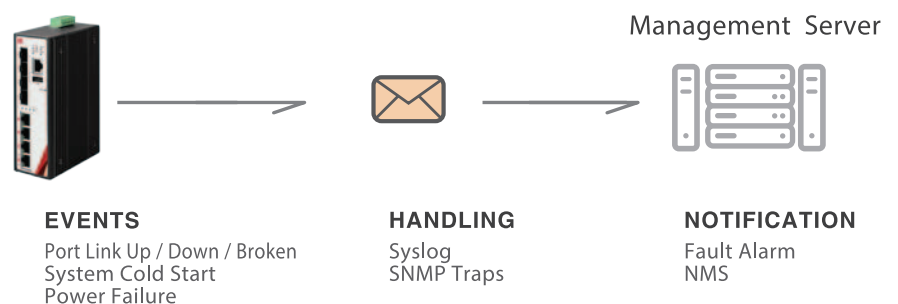 Management Server
EVENTS
Port Link Up / Down / Broken
System Cold Start
Power Failure
HANDLING
Syslog
SNMP Traps
NOTIFICATION
Fault Alarm
NMS